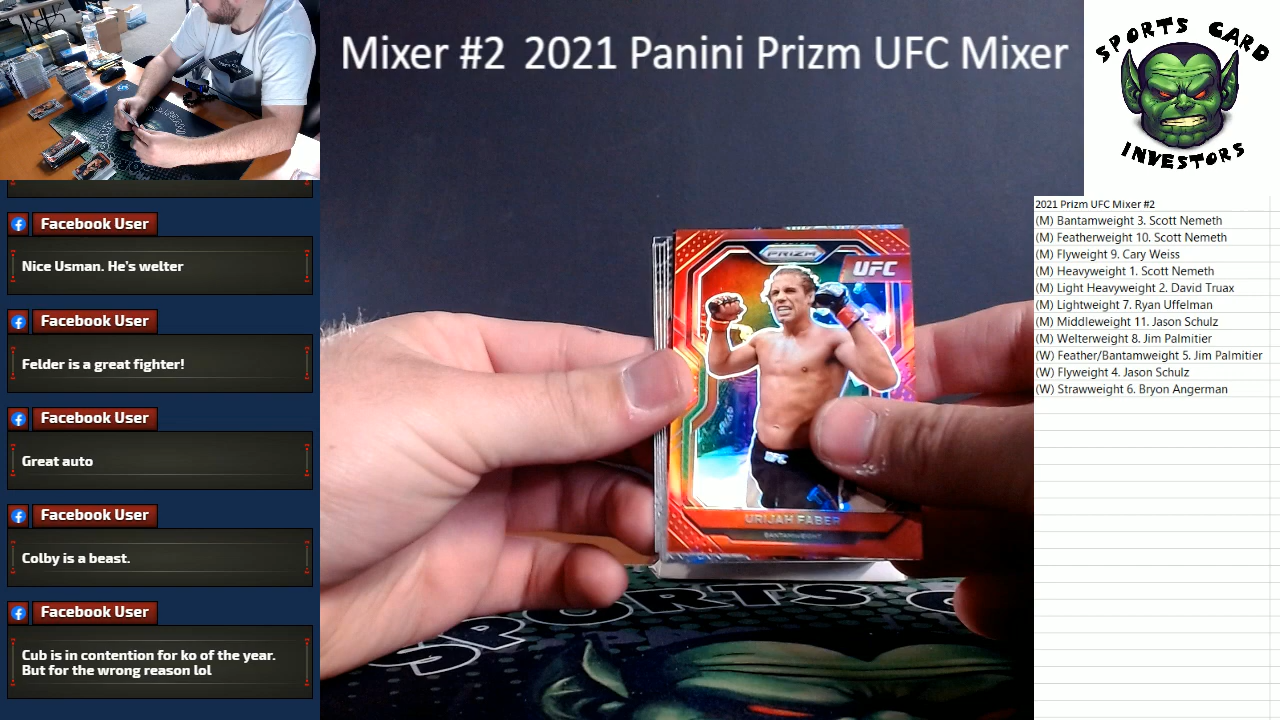 Mixer #2 2021 Panini Prizm UFC Mixer
SPORTS CARD
INVESTORS
Facebook User
Nice Usman. He's welter
Facebook User
Felder is a great fighter!
Facebook User
Great auto
Facebook User
Colby is a beast.
Facebook User
Cub is in contention for ko of the year.
But for the wrong reason lol
PRIZM
UFC
URIJAH FABER
BANTAMWEIGHT
SPORTS C
2021 Prizm UFC Mixer #2
(M) Bantamweight 3. Scott Nemeth
(M) Featherweight 10. Scott Nemeth
(M) Flyweight 9. Cary Weiss
(M) Heavyweight 1. Scott Nemeth
(M) Light Heavyweight 2. David Truax
(M) Lightweight 7. Ryan Uffelman
(M) Middleweight 11. Jason Schulz
(M) Welterweight 8. Jim Palmitier
(W) Feather/Bantamweight 5. Jim Palmitier
(W) Flyweight 4. Jason Schulz
(W) Strawweight 6. Bryon Angerman